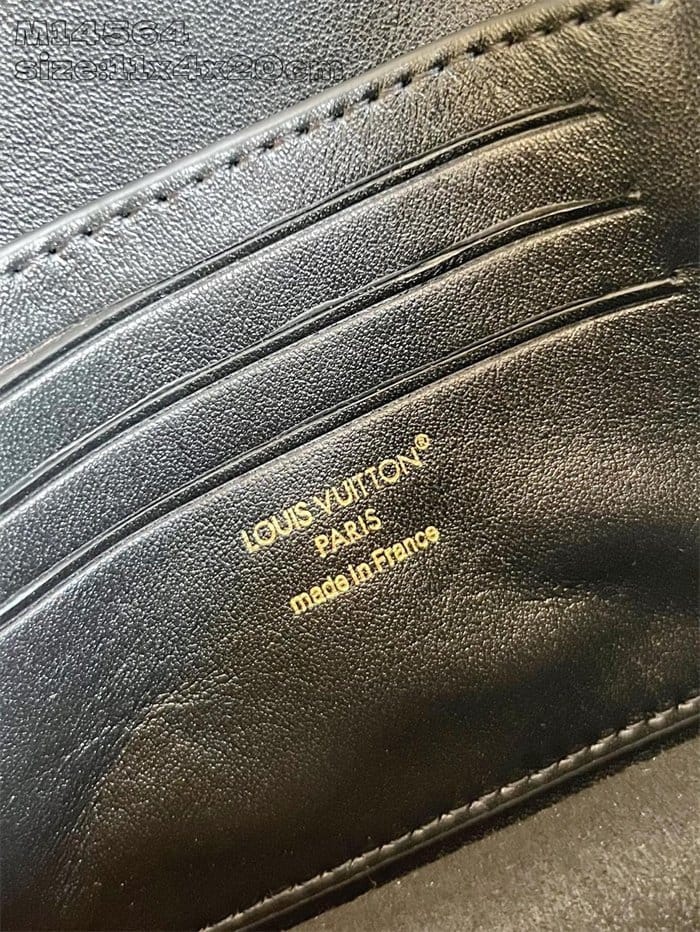 M14564
size:11x4x20cm
LOUIS VUITTON®
PARIS
made in France